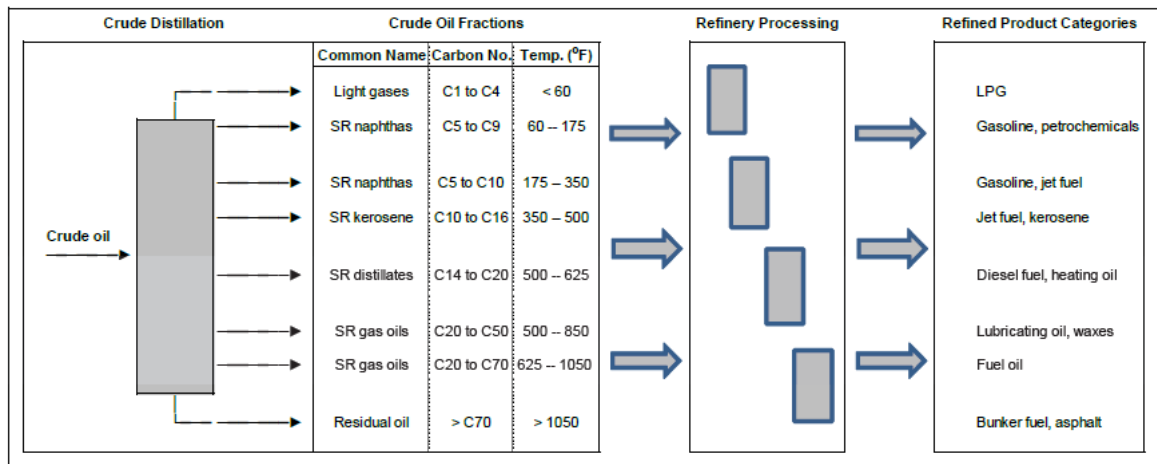 Crude Distillation Crude Oil Fractions Refinery Processing Refined Product Categories
Common Name Carbon No. Temp. (⁰F)
Light gases C1 to C4 < 60 LPG
SR naphthas C5 to C9 60 -- 175 Gasoline, petrochemicals
SR naphthas C5 to C10 175 -- 350 Gasoline, jet fuel
SR kerosene C10 to C16 350 -- 500 Jet fuel, kerosene
Crude oil
SR distillates C14 to C20 500 -- 625 Diesel fuel, heating oil
SR gas oils C20 to C50 500 -- 850 Lubricating oil, waxes
SR gas oils C20 to C70 625 -- 1050 Fuel oil
Residual oil > C70 > 1050 Bunker fuel, asphalt